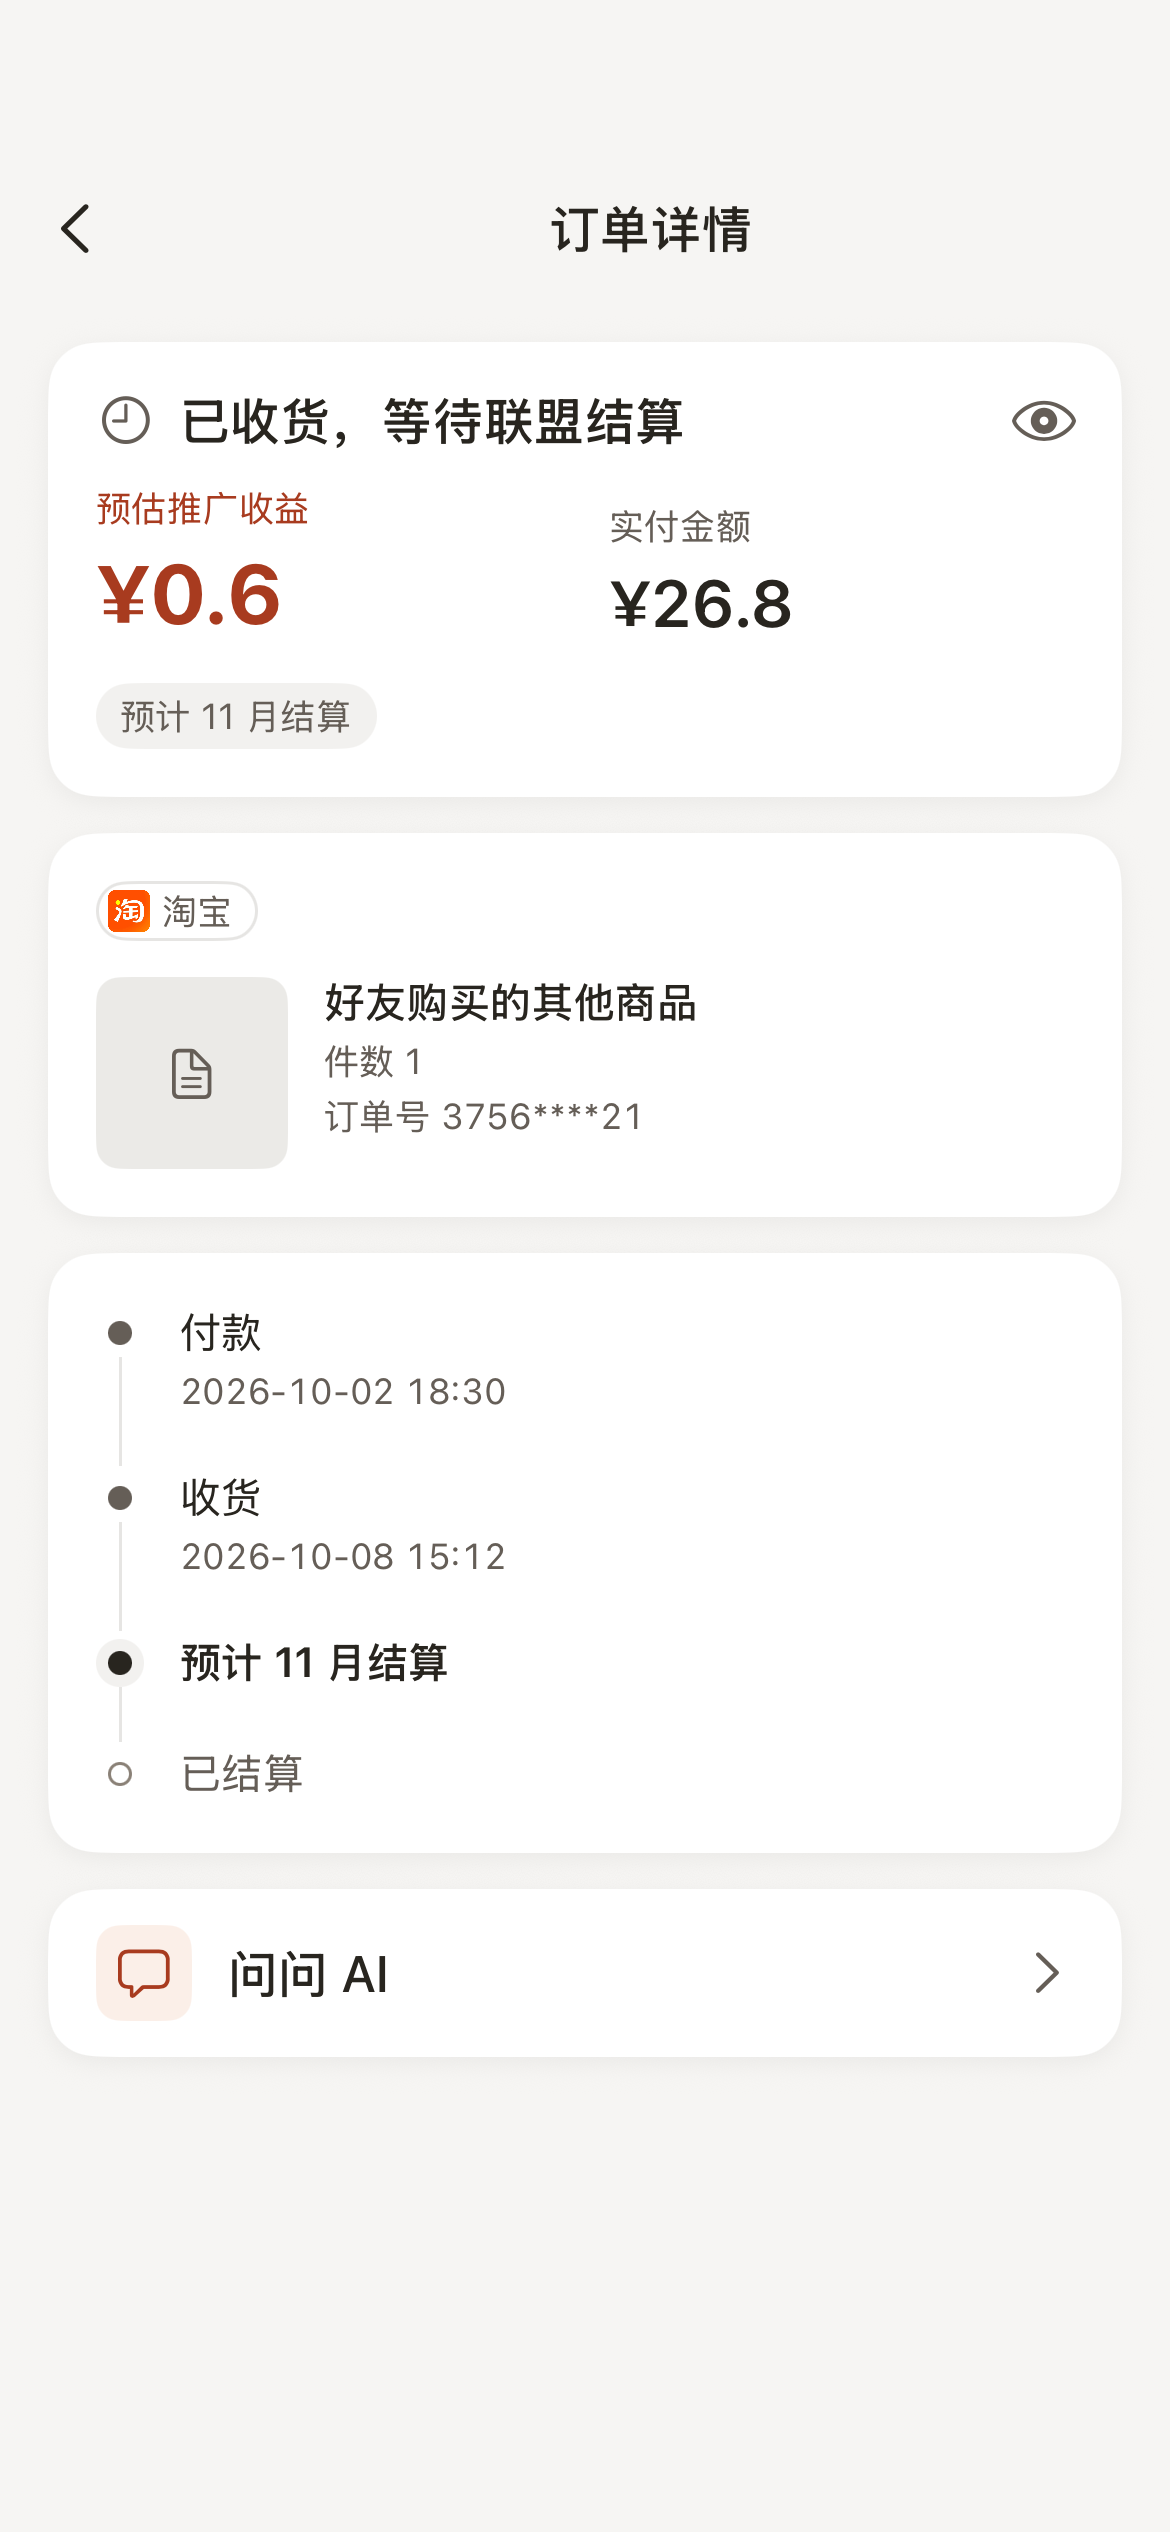 订单详情
已收货，等待联盟结算
预估推广收益
¥0.6
实付金额
¥26.8
预计 11 月结算
淘 淘宝
好友购买的其他商品
件数 1
订单号 3756****21
付款
2026-10-02 18:30
收货
2026-10-08 15:12
预计 11 月结算
已结算
问问 AI